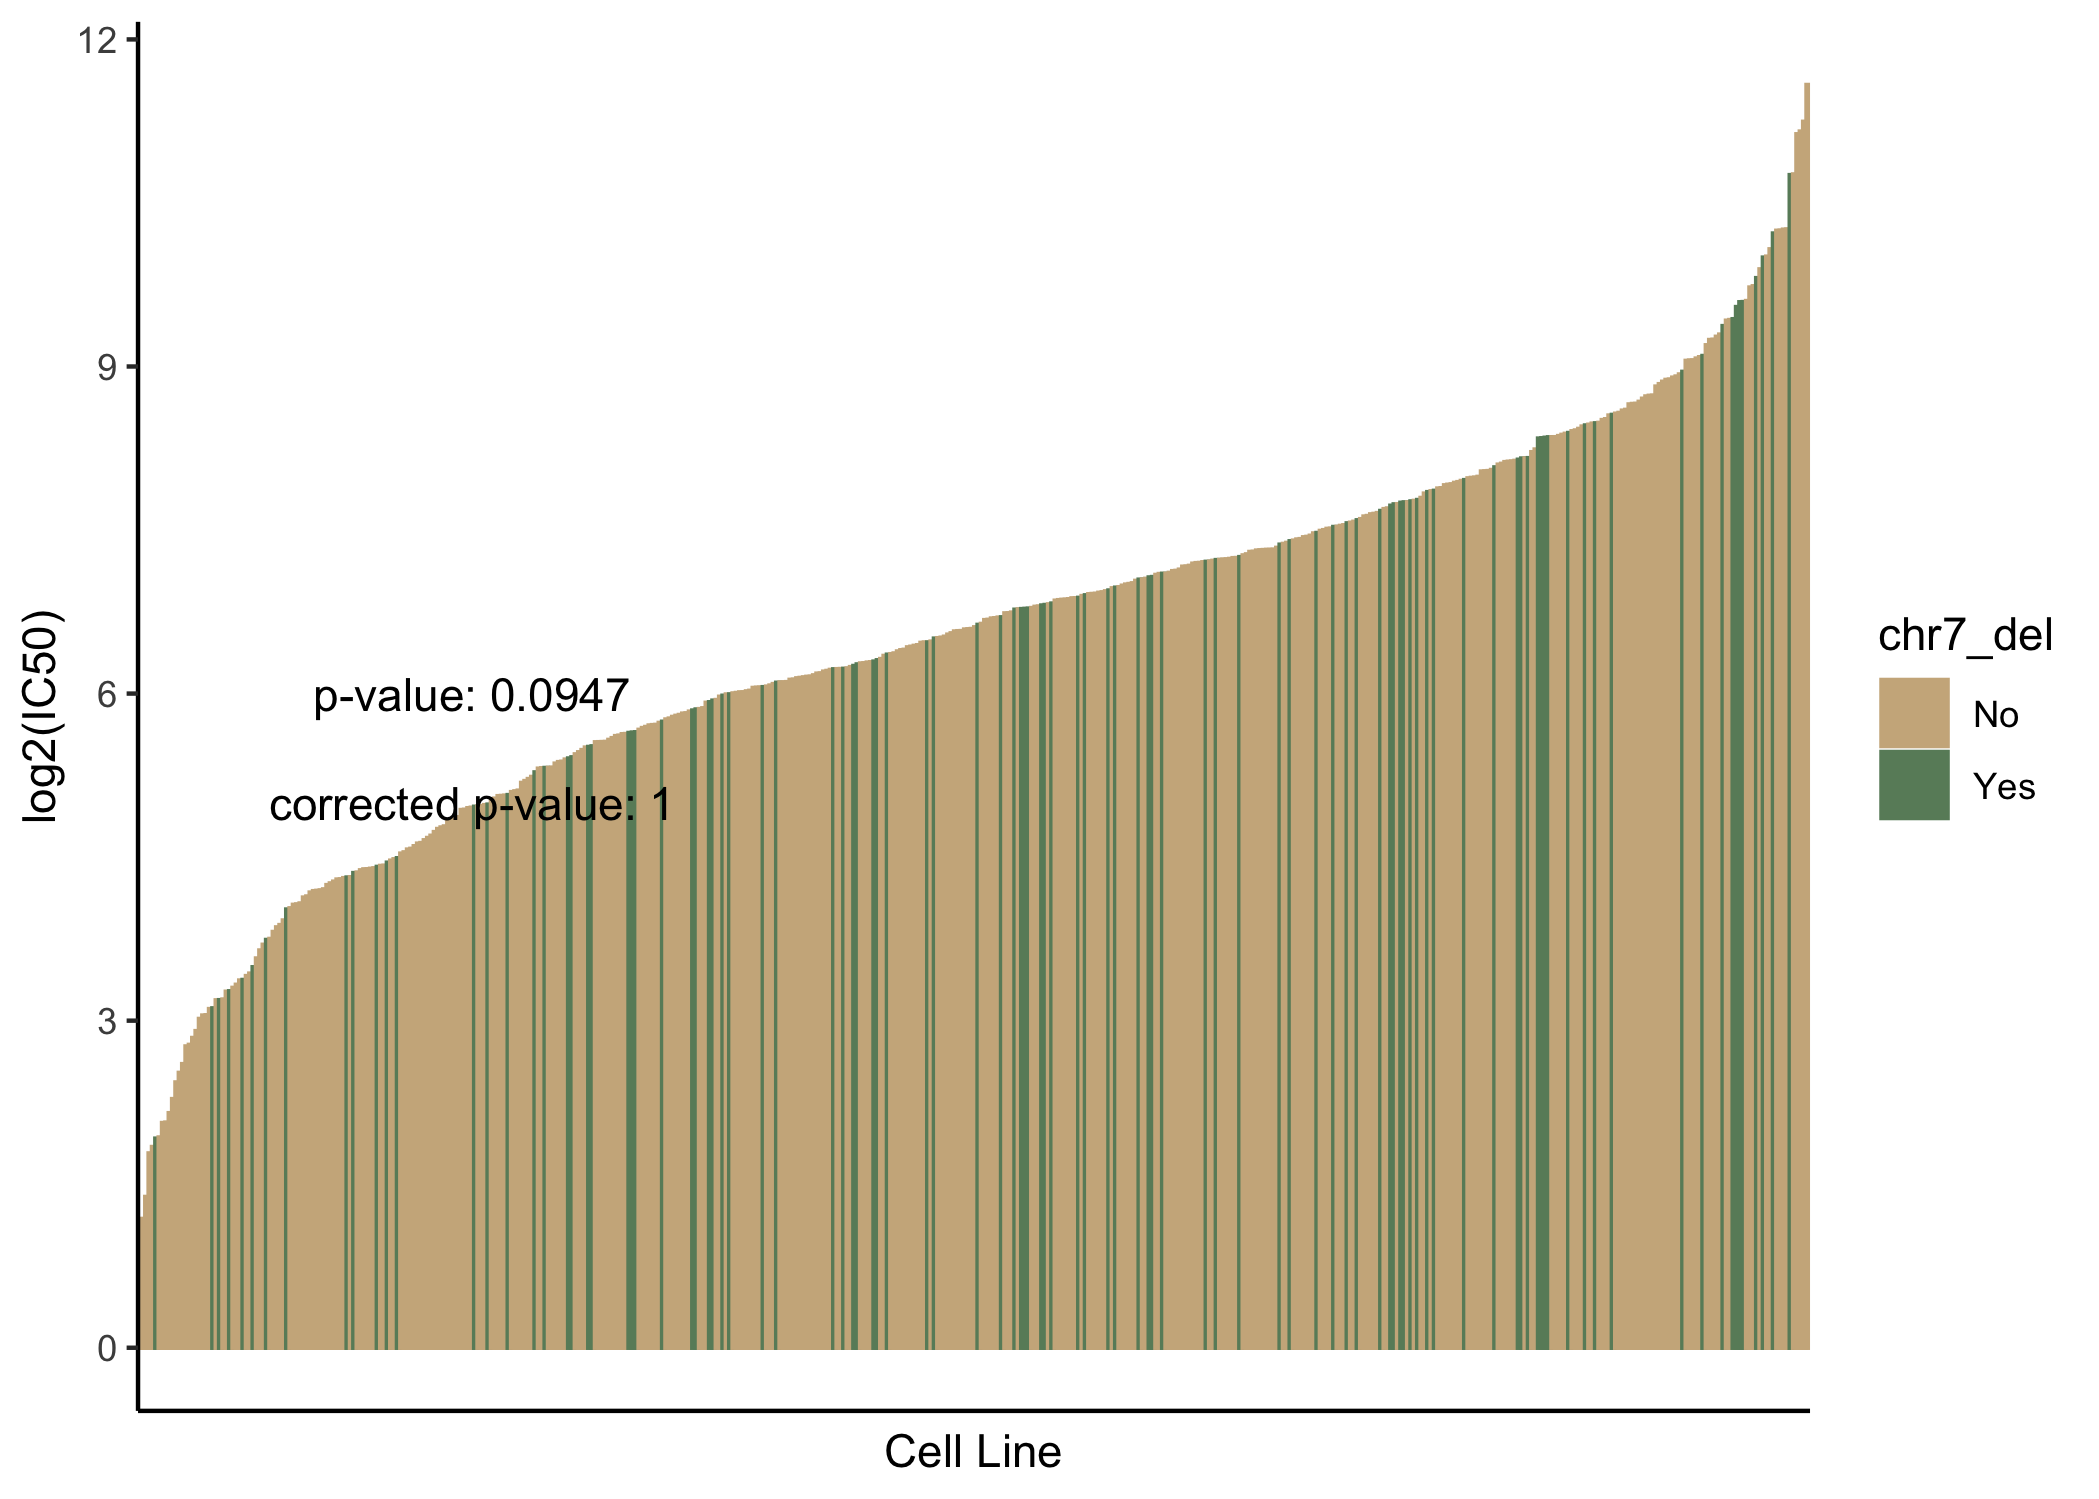 12
9
6
3
0
log2(IC50)
p-value: 0.0947
corrected p-value: 1
Cell Line
chr7_del
No
Yes